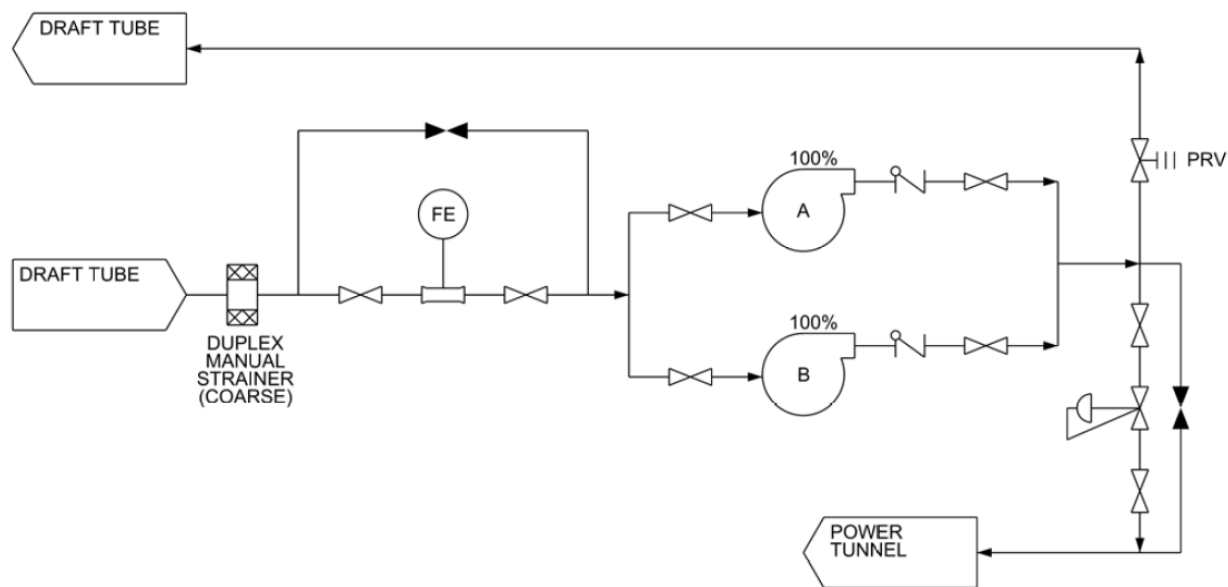 DRAFT TUBE
100%
PRV
A
FE
DRAFT TUBE
100%
DUPLEX
MANUAL
STRAINER
(COARSE)
B
POWER
TUNNEL